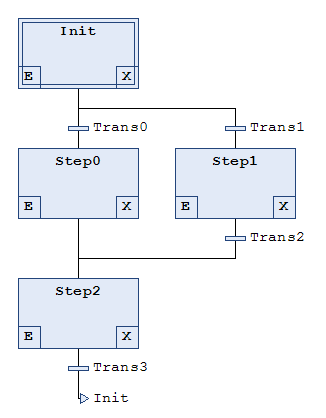 Init
E X
Trans0 Trans1
Step0 Step1
E X E X
Trans2
Step2
E X
Trans3
Init